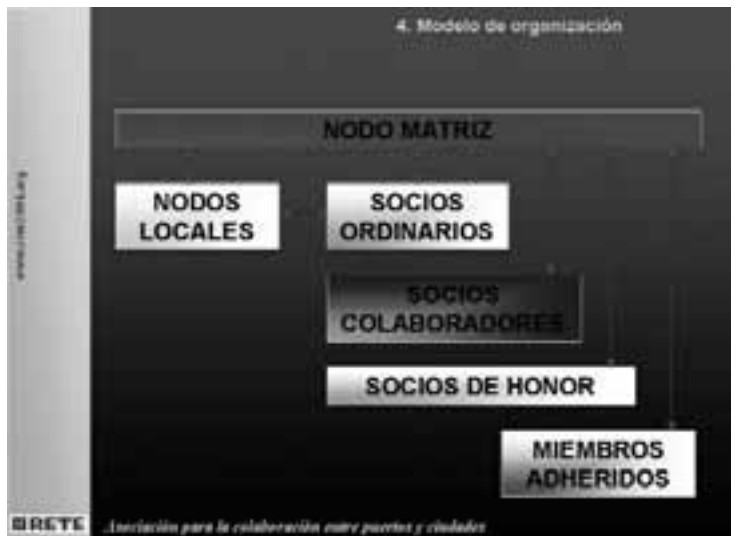 4. Modelo de organización
NODO MATRIZ
NODOS
LOCALES
SOCIOS
ORDINARIOS
SOCIOS
COLABORADORES
SOCIOS DE HONOR
MIEMBROS
ADHERIDOS
RETE
Asociación para la colaboración entre puertos y ciudades